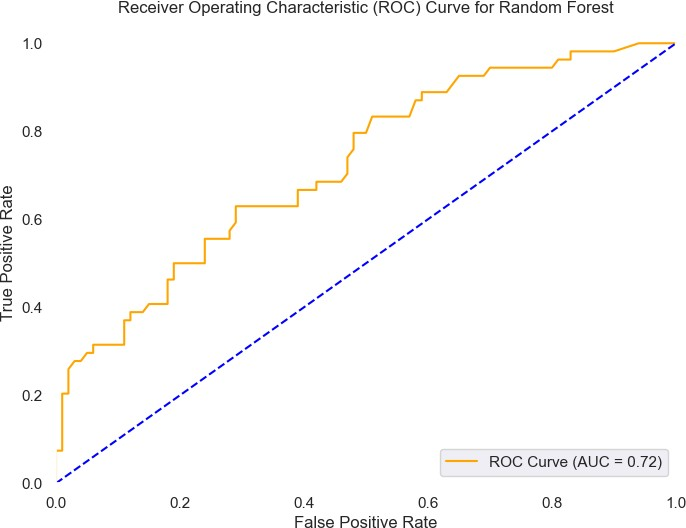 Receiver Operating Characteristic (ROC) Curve for Random Forest
1.0
0.8
0.6
0.4
0.2
0.0
True Positive Rate
0.0 0.2 0.4 0.6 0.8 1.0
False Positive Rate
ROC Curve (AUC = 0.72)